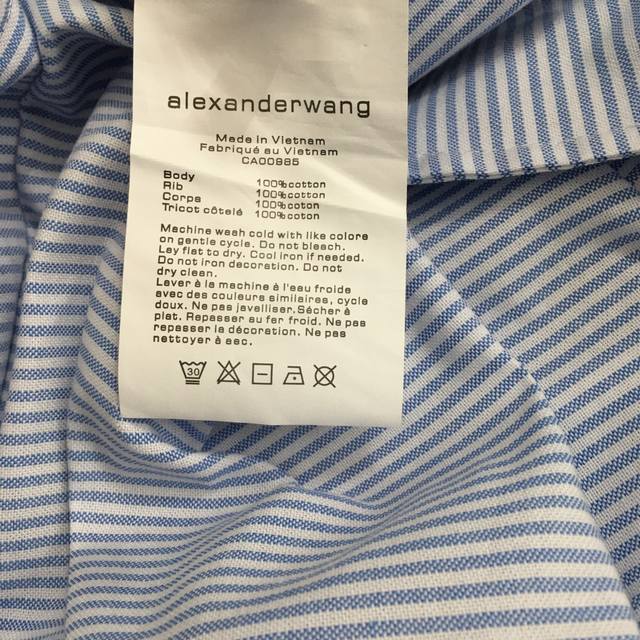 alexanderwang
Made in Vietnam
Fabriqué au Vietnam
CA00985
Body 100% cotton
Rib 100% cotton
Corps 100% cotton
Tricot côtelé 100% cotton
Machine wash cold with like colors
on gentle cycle. Do not bleach.
Lay flat to dry. Cool iron if needed.
Do not iron decoration. Do not
dry clean.
Laver à la machine à l'eau froide
avec des couleurs similaires, cycle
doux. Ne pas javelliser.Sécher à
plat. Repasser au fer froid. Ne pas
repasser la décoration. Ne pas
nettoyer à sec.
30